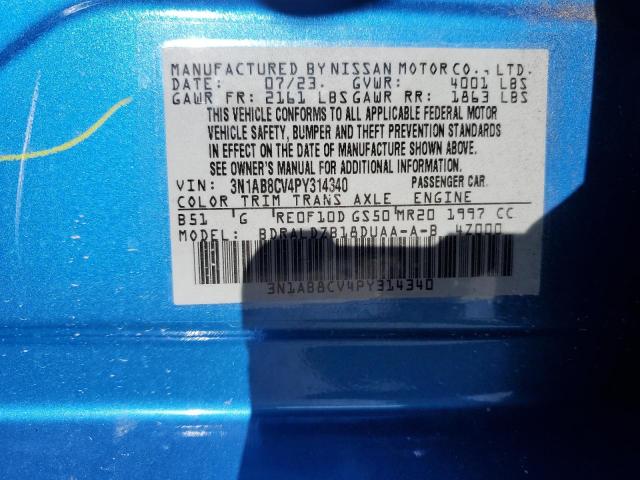 MANUFACTURED BY NISSAN MOTOR CO., LTD.
DATE: 07/23. GVWR: 4001 LBS
GAWR FR: 2161 LBS GAWR RR: 1863 LBS
THIS VEHICLE CONFORMS TO ALL APPLICABLE FEDERAL MOTOR
VEHICLE SAFETY, BUMPER AND THEFT PREVENTION STANDARDS
IN EFFECT ON THE DATE OF MANUFACTURE SHOWN ABOVE.
SEE OWNER'S MANUAL FOR ADDITIONAL INFORMATION.
VIN: 3N1AB8CV4PY314340 PASSENGER CAR.
COLOR TRIM TRANS AXLE ENGINE
B51 G RE0F10D GS50 MR20 1997 CC
MODEL: BDRALDZB18DUAA-A-B 4Z000
3N1AB8CV4PY314340